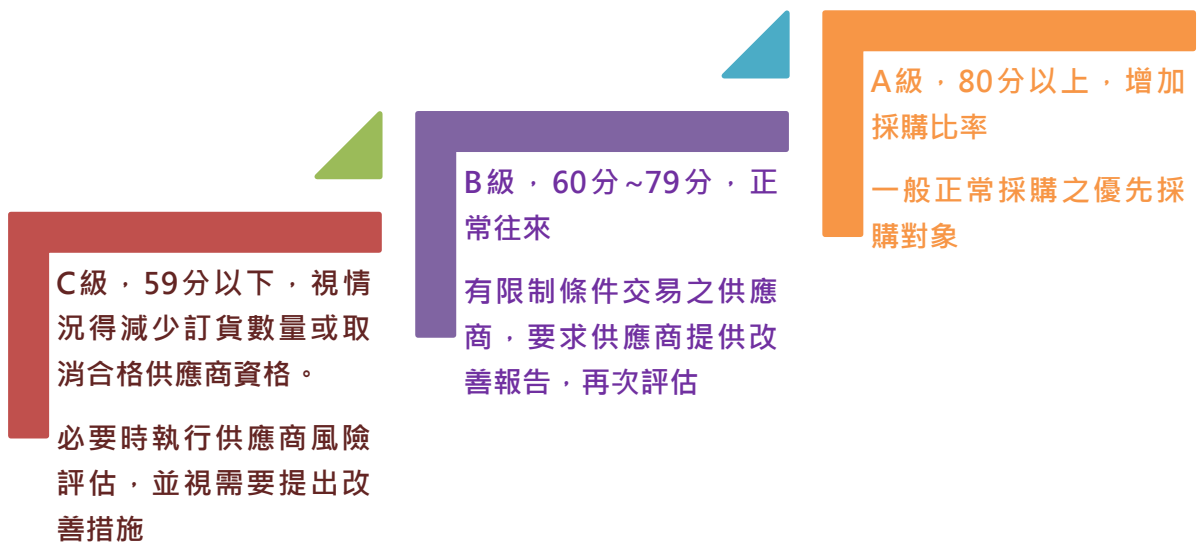 C級，59分以下，視情
況得減少訂貨數量或取
消合格供應商資格。
必要時執行供應商風險
評估，並視需要提出改
善措施
B級，60分~79分，正
常往來
有限制條件交易之供應
商，要求供應商提供改
善報告，再次評估
A級，80分以上，增加
採購比率
一般正常採購之優先採
購對象